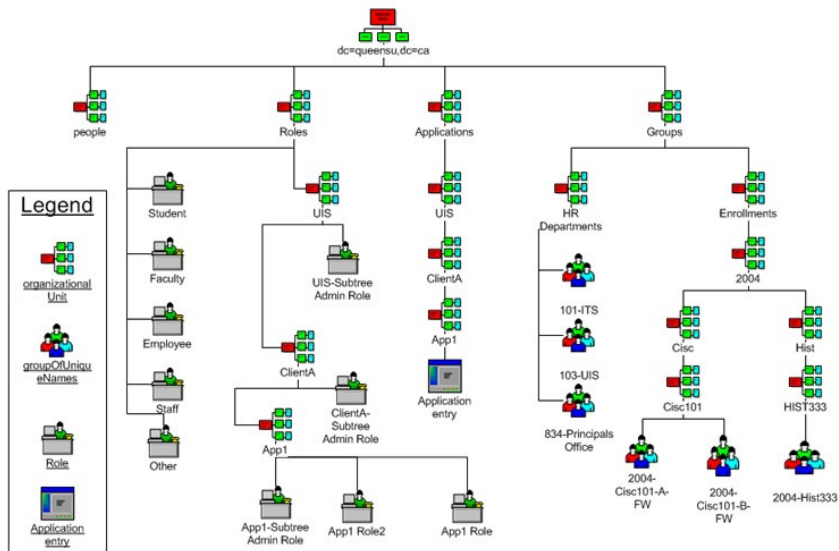 dc=queensu,dc=ca
people
Roles
Applications
Groups
Legend
organizational
Unit
groupOfUniqu
eNames
Role
Application
entry
Student
Faculty
Employee
Staff
Other
UIS
UIS-Subtree
Admin Role
ClientA
ClientA-
Subtree
Admin Role
App1
App1-Subtree
Admin Role
App1 Role2
App1 Role
UIS
ClientA
App1
Application
entry
HR
Departments
101-ITS
103-UIS
834-Principals
Office
Enrollments
2004
Cisc
Hist
Cisc101
HIST333
2004-
Cisc101-A-
FW
2004-
Cisc101-B-
FW
2004-Hist333